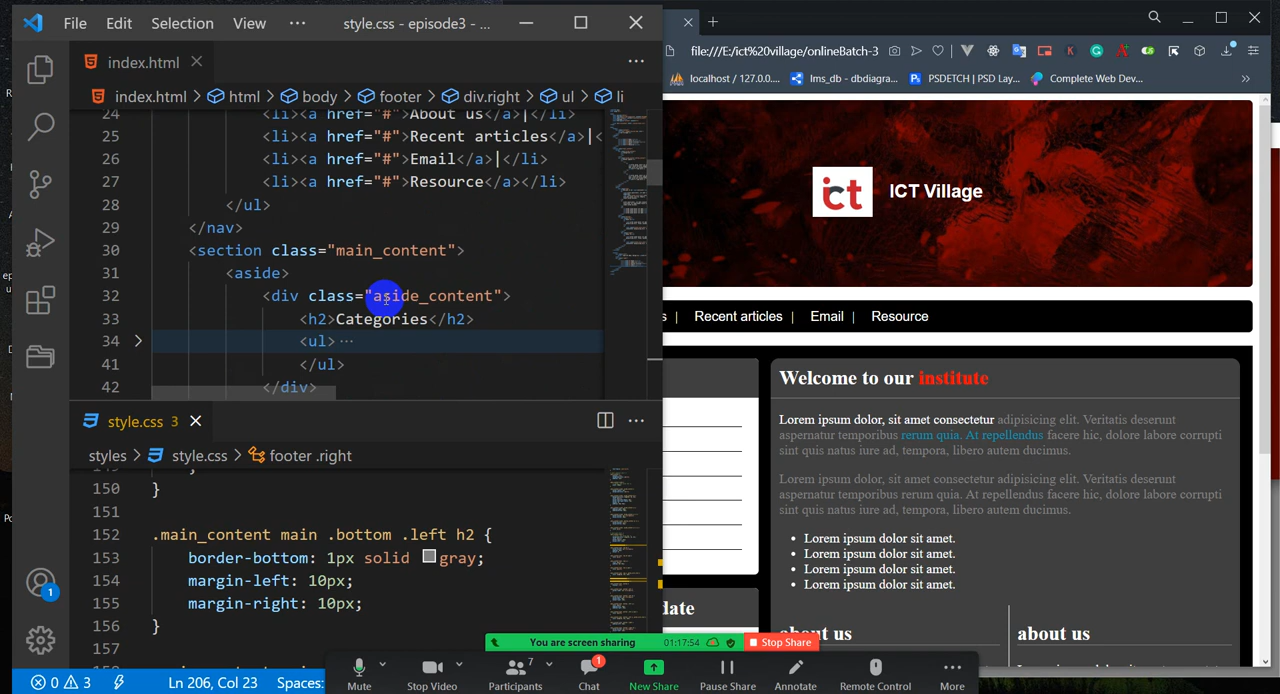 File Edit Selection View ··· style.css - episode3 - ...
index.html
index.html > html > body > footer > div.right > ul > li
24 <li><a href="#">About us</a>|</li>
25 <li><a href="#">Recent articles</a>|<
26 <li><a href="#">Email</a>|</li>
27 <li><a href="#">Resource</a></li>
28 </ul>
29 </nav>
30 <section class="main_content">
31 <aside>
32 <div class="aside_content">
33 <h2>Categories</h2>
34 <ul>···
41 </ul>
42 </div>
style.css 3
styles > style.css > footer .right
150 }
151
152 .main_content main .bottom .left h2 {
153 border-bottom: 1px solid gray;
154 margin-left: 10px;
155 margin-right: 10px;
156 }
157
1
0 3 Ln 206, Col 23 Spaces:
file:///E:/ict%20village/onlineBatch-3
localhost / 127.0.... lms_db - dbdiagra... PSDETCH | PSD Lay... Complete Web Dev... »
ict ICT Village
s | Recent articles | Email | Resource
Welcome to our institute
Lorem ipsum dolor, sit amet consectetur adipisicing elit. Veritatis deserunt
aspernatur temporibus rerum quia. At repellendus facere hic, dolore labore corrupti
sint quis natus iure ad, tempora, libero autem ducimus.
Lorem ipsum dolor, sit amet consectetur adipisicing elit. Veritatis deserunt
aspernatur temporibus rerum quia. At repellendus facere hic, dolore labore corrupti
sint quis natus iure ad, tempora, libero autem ducimus.
• Lorem ipsum dolor sit amet.
• Lorem ipsum dolor sit amet.
• Lorem ipsum dolor sit amet.
• Lorem ipsum dolor sit amet.
date
about us about us
You are screen sharing 01:17:54 Stop Share
7 1
Mute Stop Video Participants Chat New Share Pause Share Annotate Remote Control More